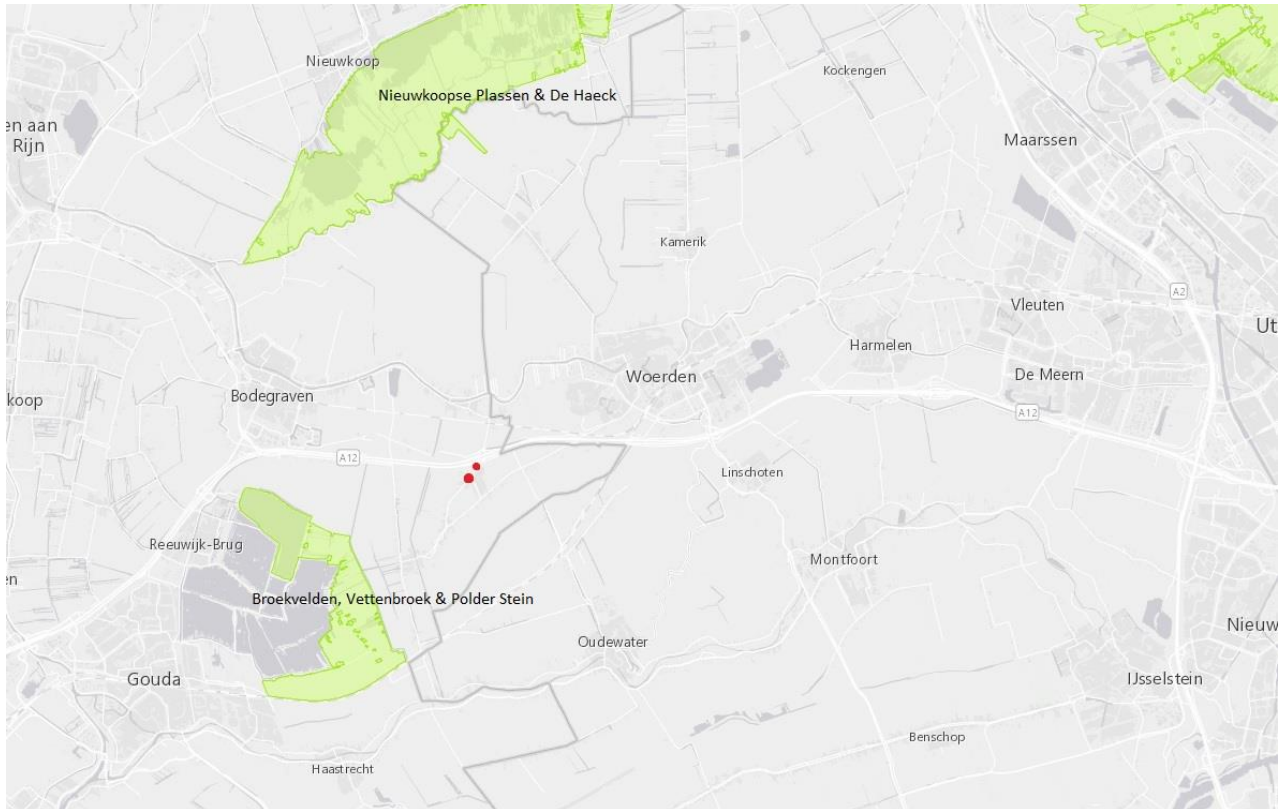 Nieuwkoop
Kockengen
Nieuwkoopse Plassen & De Haeck
en aan
Rijn
Maarssen
Kamerik
A2
Vleuten
Ut
Harmelen
Woerden
De Meern
Bodegraven
koop
A12
A12
Linschoten
Reeuwijk-Brug
Montfoort
en
Broekvelden, Vettenbroek & Polder Stein
Nieuw
Oudewater
Gouda
IJsselstein
Benschop
Haastrecht